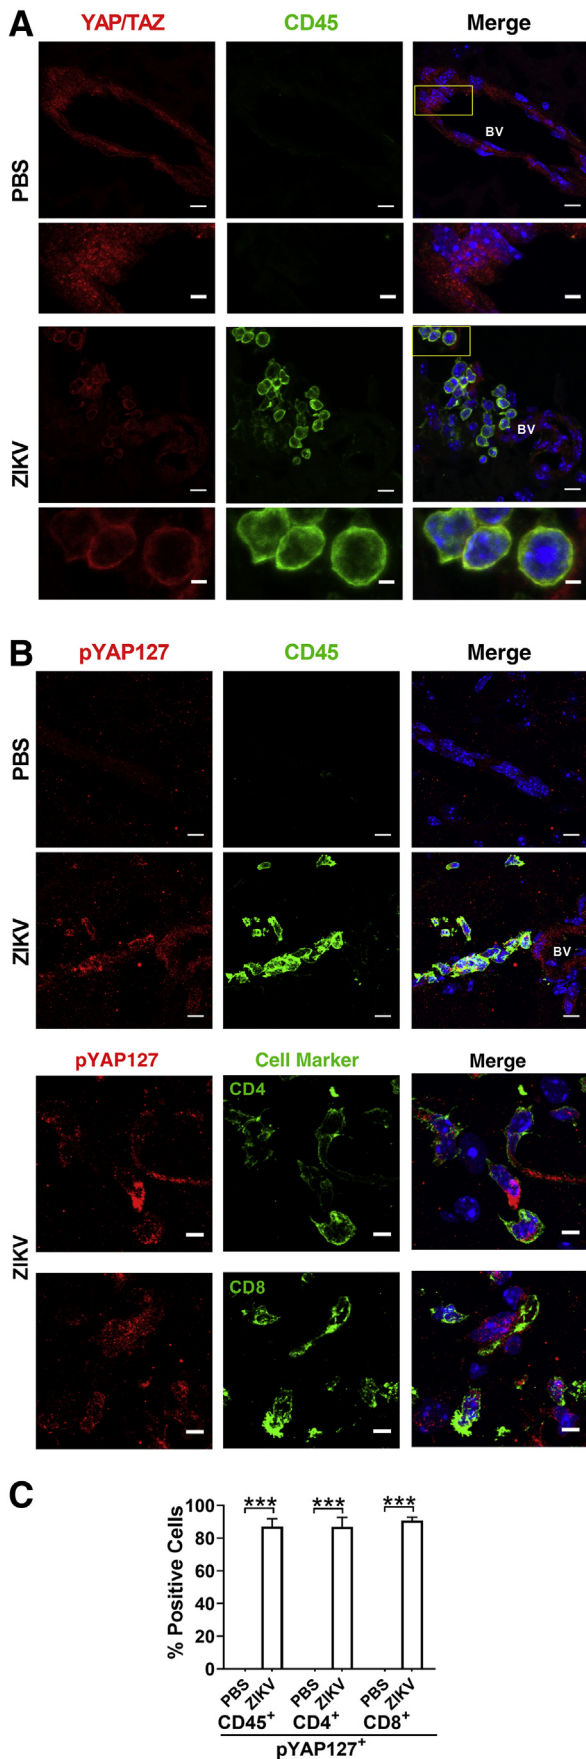 A
YAP/TAZ CD45 Merge
PBS
BV
ZIKV
BV
B
pYAP127 CD45 Merge
PBS
ZIKV
BV
pYAP127 Cell Marker Merge
ZIKV
CD4
CD8
C
% Positive Cells
100
80
60
40
20
0
*** *** ***
PBS ZIKV PBS ZIKV PBS ZIKV
CD45+ CD4+ CD8+
pYAP127+